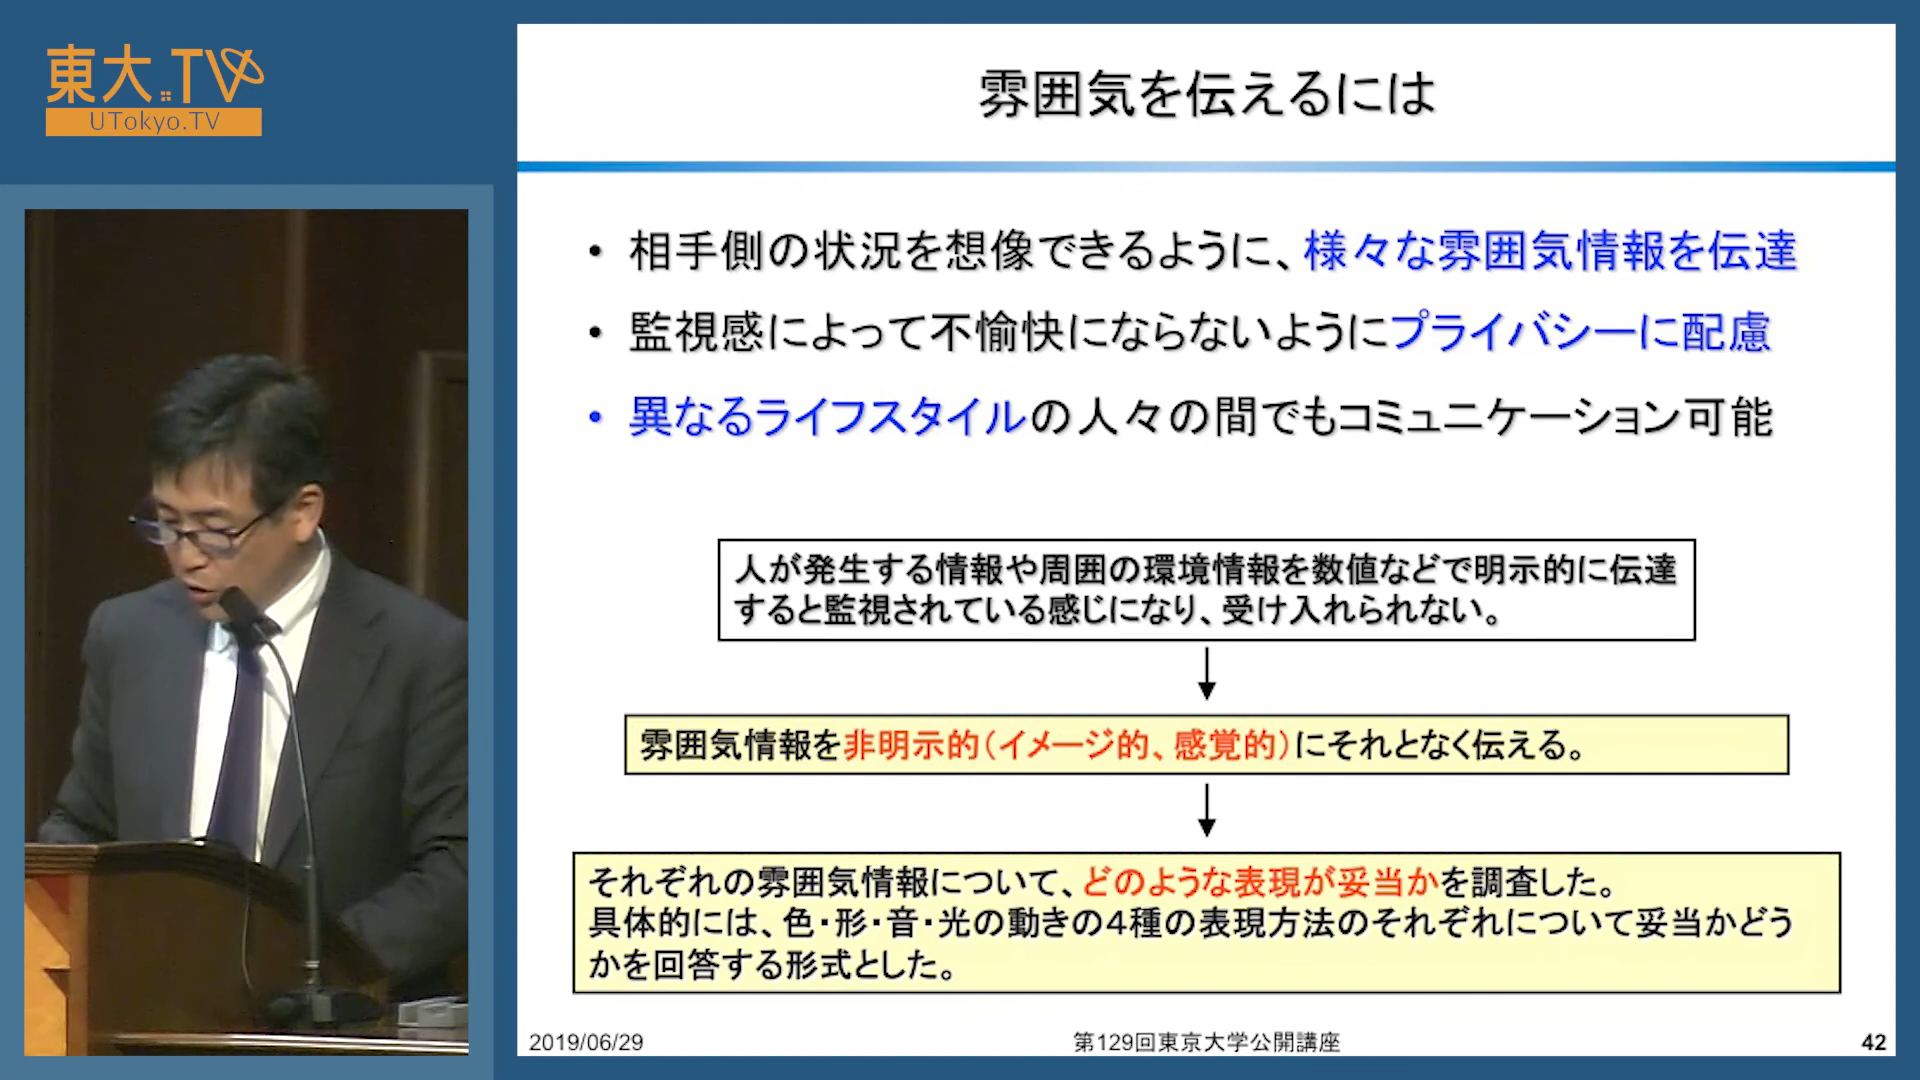 東大.TV
UTokyo.TV
雰囲気を伝えるには
• 相手側の状況を想像できるように、様々な雰囲気情報を伝達
• 監視感によって不愉快にならないようにプライバシーに配慮
• 異なるライフスタイルの人々の間でもコミュニケーション可能
人が発生する情報や周囲の環境情報を数値などで明示的に伝達
すると監視されている感じになり、受け入れられない。
雰囲気情報を非明示的(イメージ的、感覚的)にそれとなく伝える。
それぞれの雰囲気情報について、どのような表現が妥当かを調査した。
具体的には、色・形・音・光の動きの4種の表現方法のそれぞれについて妥当かどう
かを回答する形式とした。
2019/06/29
第129回東京大学公開講座
42